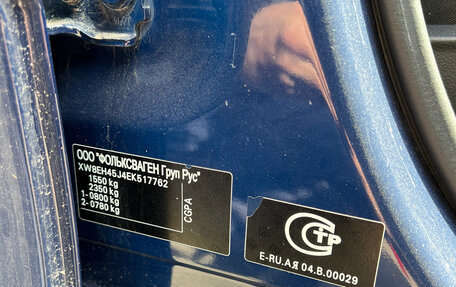 ООО "ФОЛЬКСВАГЕН Груп Рус"
XW8EH45J4EK517762
1550 kg
2350 kg
1-0800 kg
2-0780 kg
CGPA
СТР
E-RU.АЯ 04.В.00029